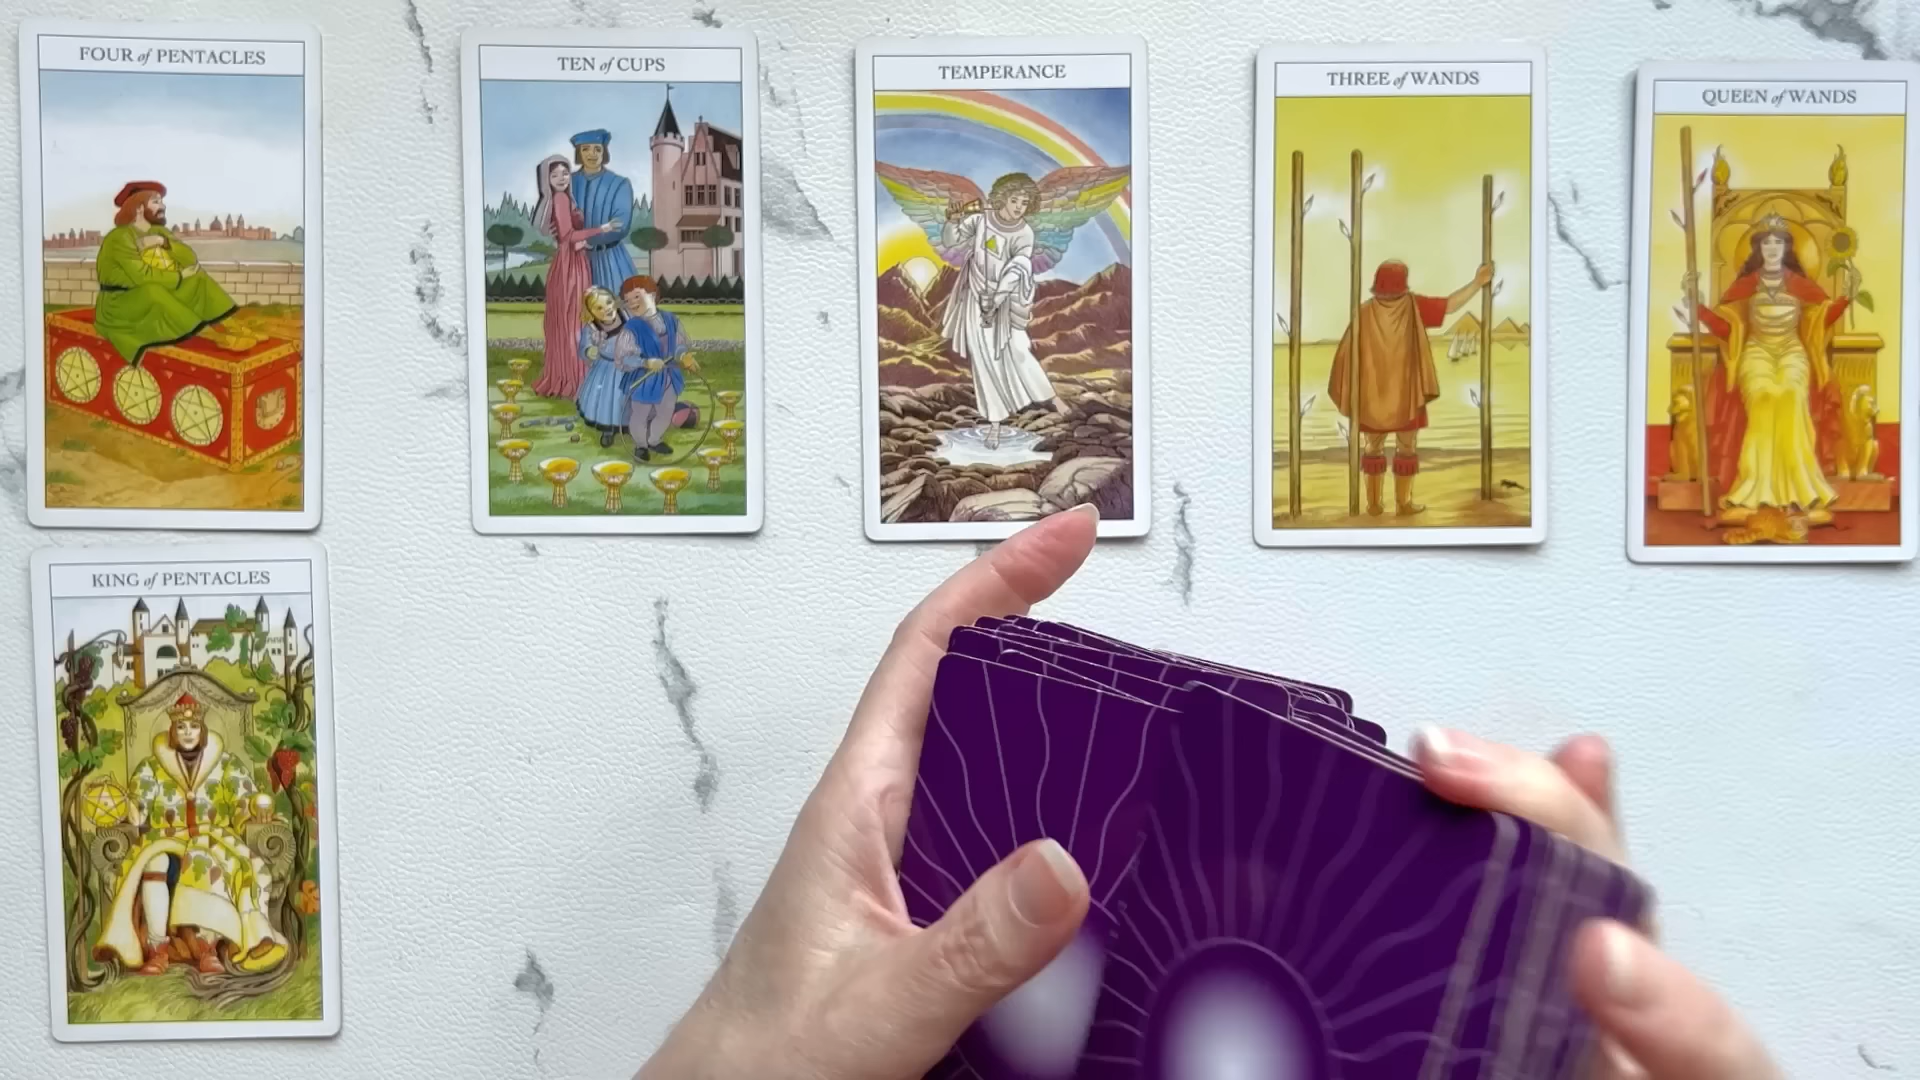 FOUR of PENTACLES
TEN of CUPS
TEMPERANCE
THREE of WANDS
QUEEN of WANDS
KING of PENTACLES